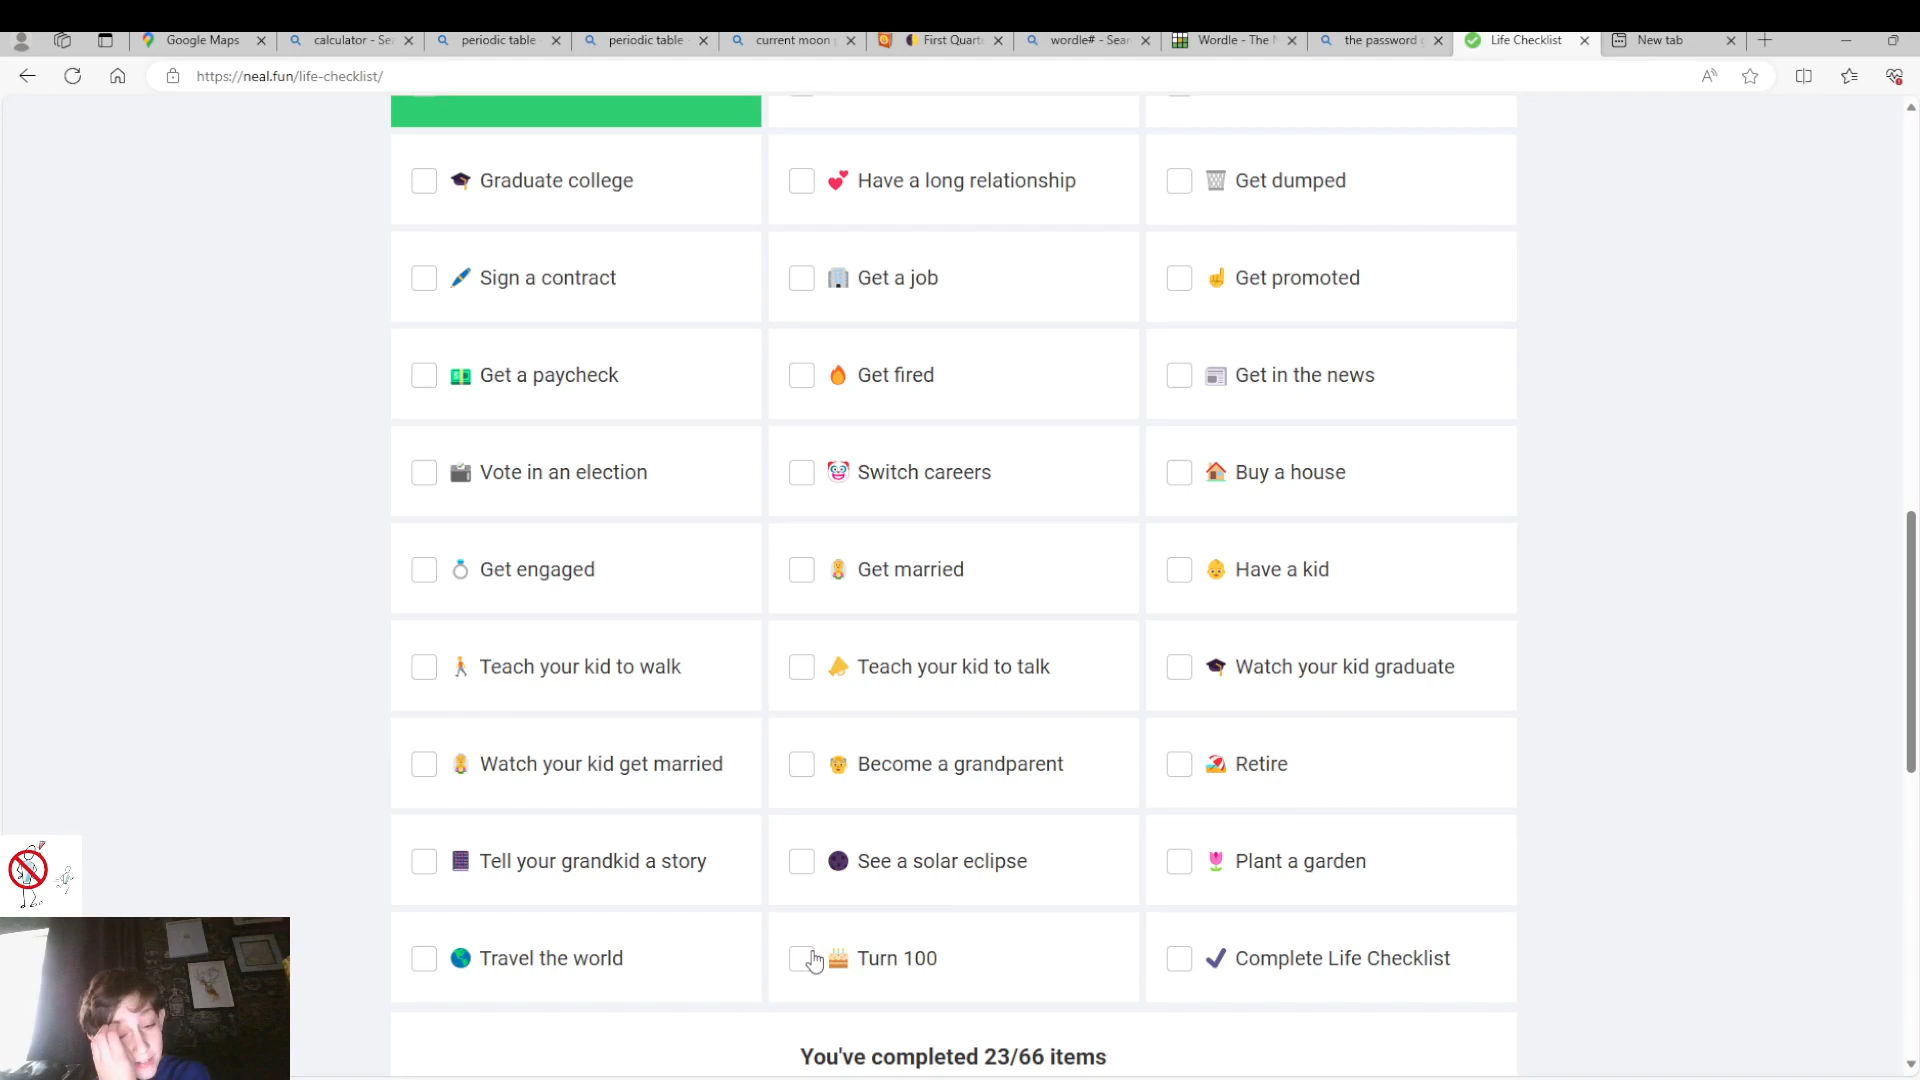 Google Maps
calculator - Se
periodic table
periodic table
current moon
First Quart
wordle# - Sear
Wordle - The N
the password
Life Checklist
New tab
https://neal.fun/life-checklist/
Graduate college
Have a long relationship
Get dumped
Sign a contract
Get a job
Get promoted
Get a paycheck
Get fired
Get in the news
Vote in an election
Switch careers
Buy a house
Get engaged
Get married
Have a kid
Teach your kid to walk
Teach your kid to talk
Watch your kid graduate
Watch your kid get married
Become a grandparent
Retire
Tell your grandkid a story
See a solar eclipse
Plant a garden
Travel the world
Turn 100
Complete Life Checklist
You've completed 23/66 items